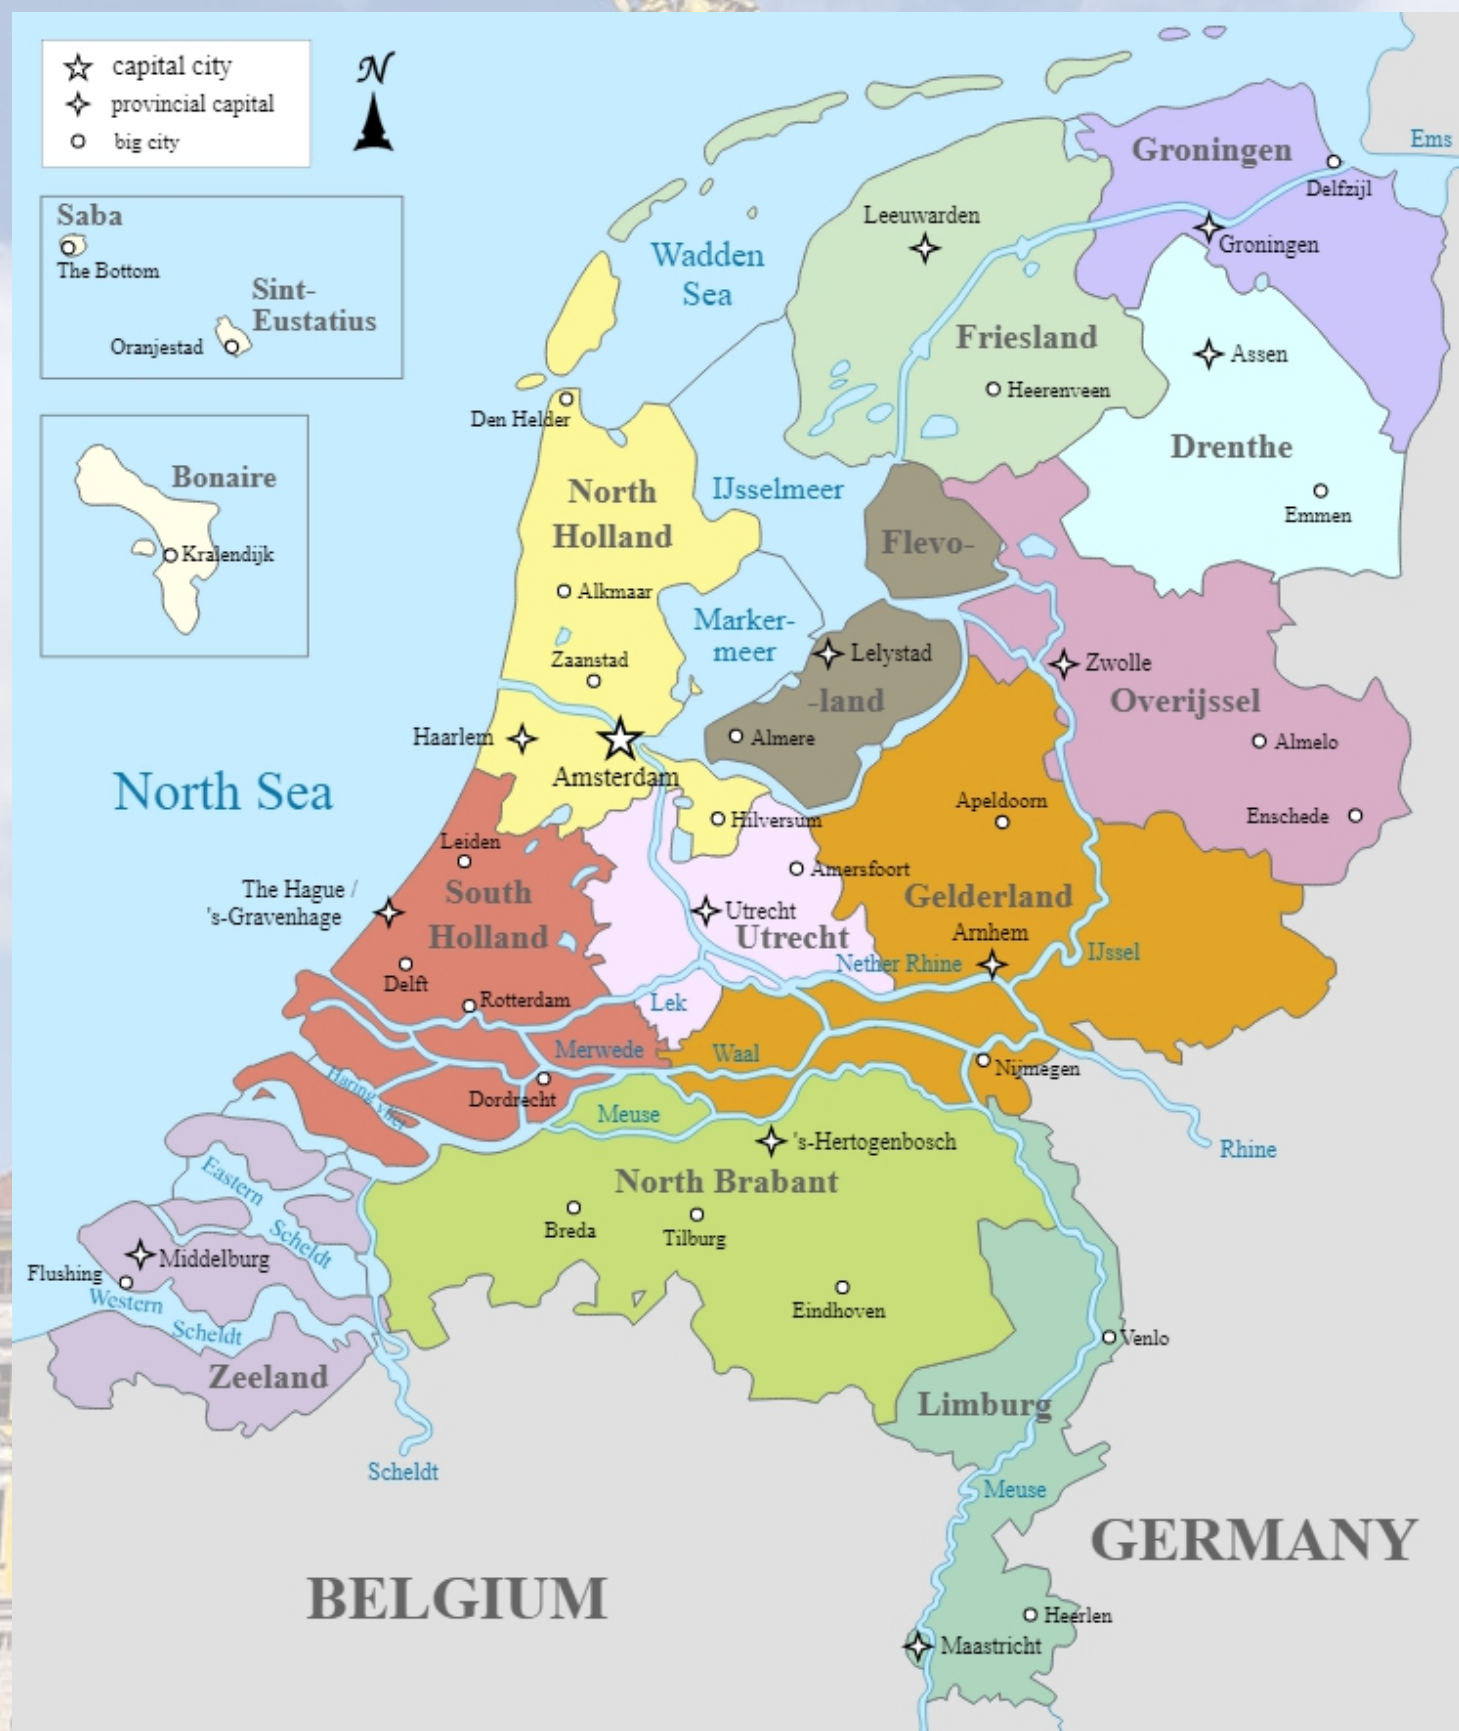 capital city
provincial capital
big city
N
Saba
The Bottom
Sint-
Eustatius
Oranjestad
Bonaire
Kralendijk
Ems
Groningen
Delfzijl
Groningen
Leeuwarden
Wadden
Sea
Friesland
Heerenveen
Assen
Drenthe
Emmen
Den Helder
North
Holland
IJsselmeer
Flevo-
Alkmaar
Marker-
meer
Lelystad
-land
Almere
Zaanstad
Haarlem
Amsterdam
Hilversum
Zwolle
Overijssel
Almelo
Enschede
North Sea
Leiden
The Hague /
's-Gravenhage
South
Holland
Delft
Rotterdam
Amersfoort
Utrecht
Utrecht
Apeldoorn
Gelderland
Arnhem
Nether Rhine
IJssel
Lek
Merwede
Waal
Nijmegen
Haring vliet
Dordrecht
Meuse
's-Hertogenbosch
Rhine
North Brabant
Breda
Tilburg
Eindhoven
Eastern
Scheldt
Middelburg
Flushing
Western
Scheldt
Zeeland
Scheldt
Venlo
Limburg
Meuse
GERMANY
BELGIUM
Heerlen
Maastricht